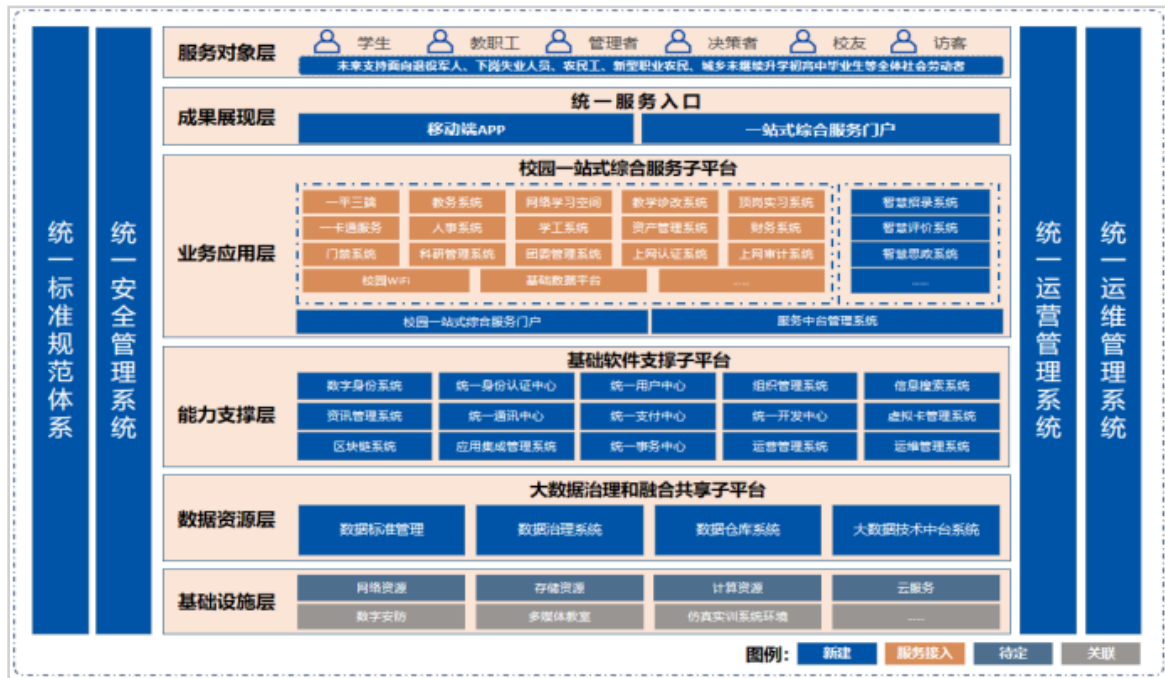 统一标准规范体系
统一安全管理系统
服务对象层
学生 教职工 管理者 决策者 校友 访客
未来支持面向退役军人、下岗失业人员、农民工、新型职业农民、城乡未继续升学初高中毕业生等全体社会劳动者
成果展现层
统一服务入口
移动端APP 一站式综合服务门户
业务应用层
校园一站式综合服务子平台
一平三端 教务系统 网络学习空间 教学诊改系统 顶岗实习系统 智慧招录系统
一卡通服务 人事系统 学工系统 资产管理系统 财务系统 智慧评价系统
门禁系统 科研管理系统 团委管理系统 上网认证系统 上网审计系统 智慧思政系统
校园WiFi 基础数据平台 ...... ......
校园一站式综合服务门户 服务中台管理系统
能力支撑层
基础软件支撑子平台
数字身份系统 统一身份认证中心 统一用户中心 组织管理系统 信息搜索系统
资讯管理系统 统一通讯中心 统一支付中心 统一开发中心 虚拟卡管理系统
区块链系统 应用集成管理系统 统一事务中心 运营管理系统 运维管理系统
数据资源层
大数据治理和融合共享子平台
数据标准管理 数据治理系统 数据仓库系统 大数据技术中台系统
基础设施层
网络资源 存储资源 计算资源 云服务
数字安防 多媒体教室 仿真实训系统环境 ......
统一运营管理系统
统一运维管理系统
图例： 新建 服务接入 待定 关联